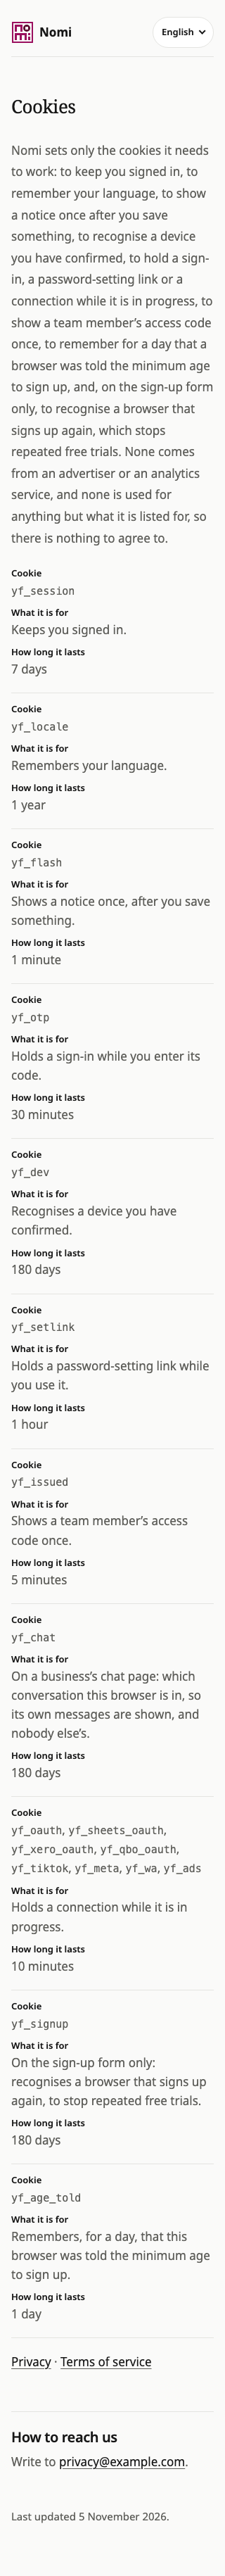 Nomi
English
Cookies
Nomi sets only the cookies it needs
to work: to keep you signed in, to
remember your language, to show
a notice once after you save
something, to recognise a device
you have confirmed, to hold a sign-
in, a password-setting link or a
connection while it is in progress, to
show a team member’s access code
once, to remember for a day that a
browser was told the minimum age
to sign up, and, on the sign-up form
only, to recognise a browser that
signs up again, which stops
repeated free trials. None comes
from an advertiser or an analytics
service, and none is used for
anything but what it is listed for, so
there is nothing to agree to.
Cookie
yf_session
What it is for
Keeps you signed in.
How long it lasts
7 days
Cookie
yf_locale
What it is for
Remembers your language.
How long it lasts
1 year
Cookie
yf_flash
What it is for
Shows a notice once, after you save
something.
How long it lasts
1 minute
Cookie
yf_otp
What it is for
Holds a sign-in while you enter its
code.
How long it lasts
30 minutes
Cookie
yf_dev
What it is for
Recognises a device you have
confirmed.
How long it lasts
180 days
Cookie
yf_setlink
What it is for
Holds a password-setting link while
you use it.
How long it lasts
1 hour
Cookie
yf_issued
What it is for
Shows a team member’s access
code once.
How long it lasts
5 minutes
Cookie
yf_chat
What it is for
On a business’s chat page: which
conversation this browser is in, so
its own messages are shown, and
nobody else’s.
How long it lasts
180 days
Cookie
yf_oauth, yf_sheets_oauth,
yf_xero_oauth, yf_qbo_oauth,
yf_tiktok, yf_meta, yf_wa, yf_ads
What it is for
Holds a connection while it is in
progress.
How long it lasts
10 minutes
Cookie
yf_signup
What it is for
On the sign-up form only:
recognises a browser that signs up
again, to stop repeated free trials.
How long it lasts
180 days
Cookie
yf_age_told
What it is for
Remembers, for a day, that this
browser was told the minimum age
to sign up.
How long it lasts
1 day
Privacy · Terms of service
How to reach us
Write to privacy@example.com.
Last updated 5 November 2026.